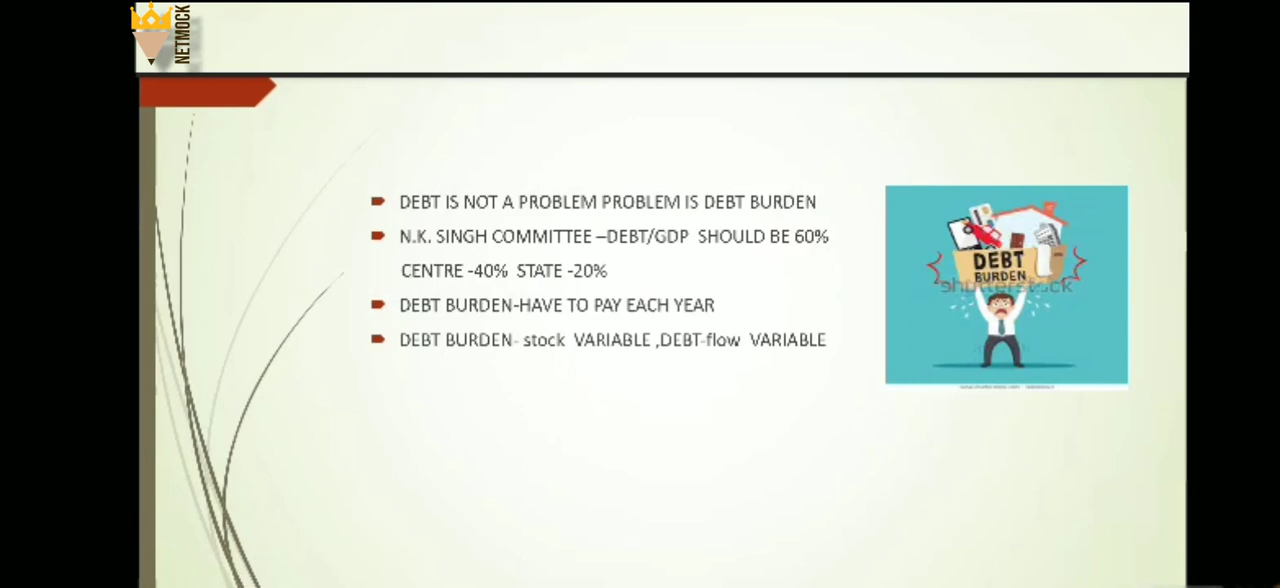 NETMOCK
DEBT IS NOT A PROBLEM PROBLEM IS DEBT BURDEN
N.K. SINGH COMMITTEE –DEBT/GDP SHOULD BE 60%
CENTRE -40% STATE -20%
DEBT BURDEN-HAVE TO PAY EACH YEAR
DEBT BURDEN- stock VARIABLE ,DEBT-flow VARIABLE
DEBT
BURDEN
shutterstock